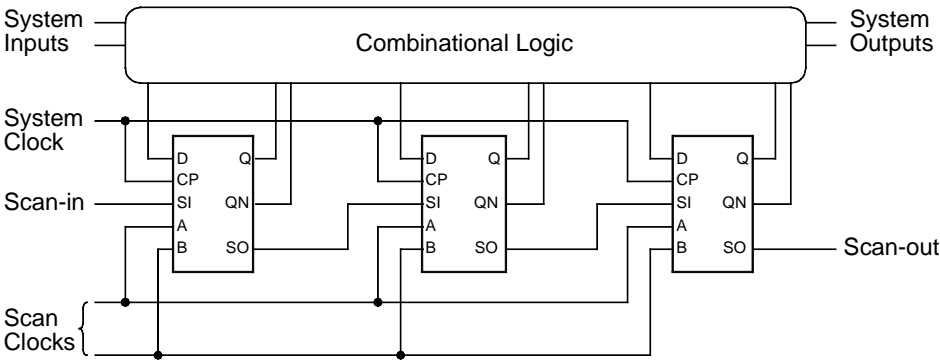 System
Inputs
Combinational Logic
System
Outputs
System
Clock
D Q
CP
SI QN
A
B SO
D Q
CP
SI QN
A
B SO
D Q
CP
SI QN
A
B SO
Scan-in
Scan-out
Scan
Clocks